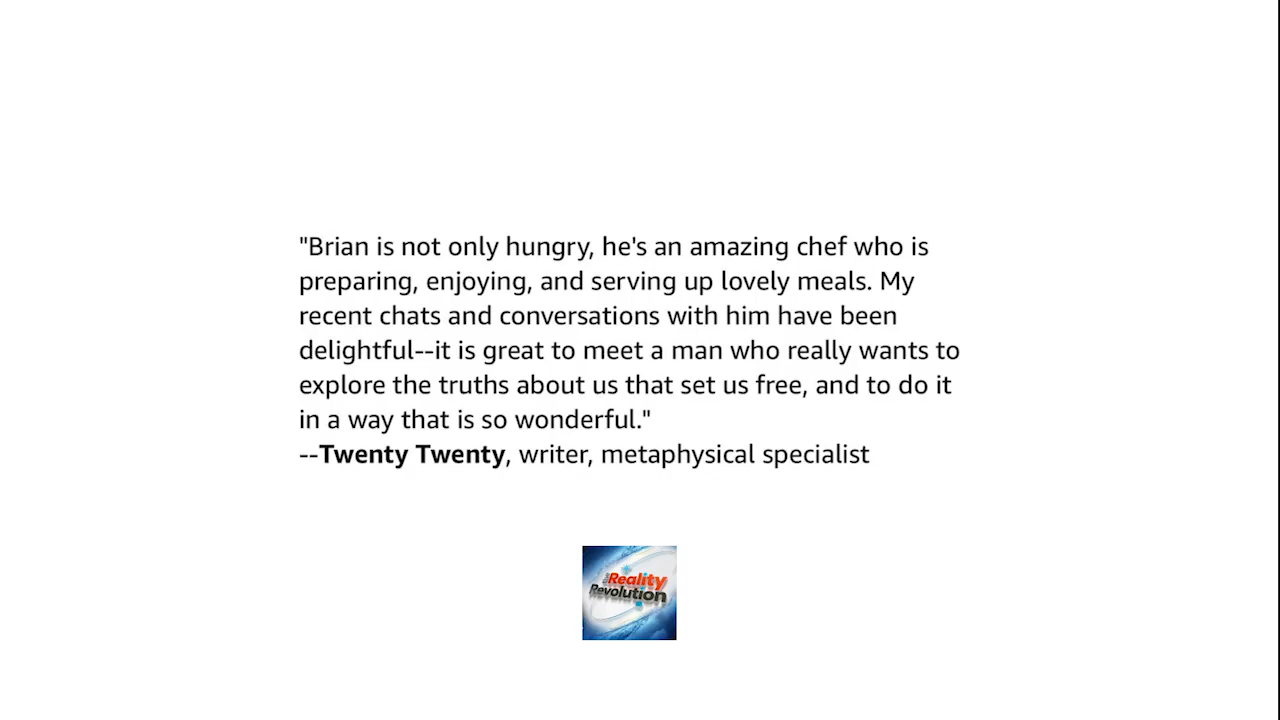 "Brian is not only hungry, he's an amazing chef who is
preparing, enjoying, and serving up lovely meals. My
recent chats and conversations with him have been
delightful--it is great to meet a man who really wants to
explore the truths about us that set us free, and to do it
in a way that is so wonderful."
--Twenty Twenty, writer, metaphysical specialist
the Reality
Revolution